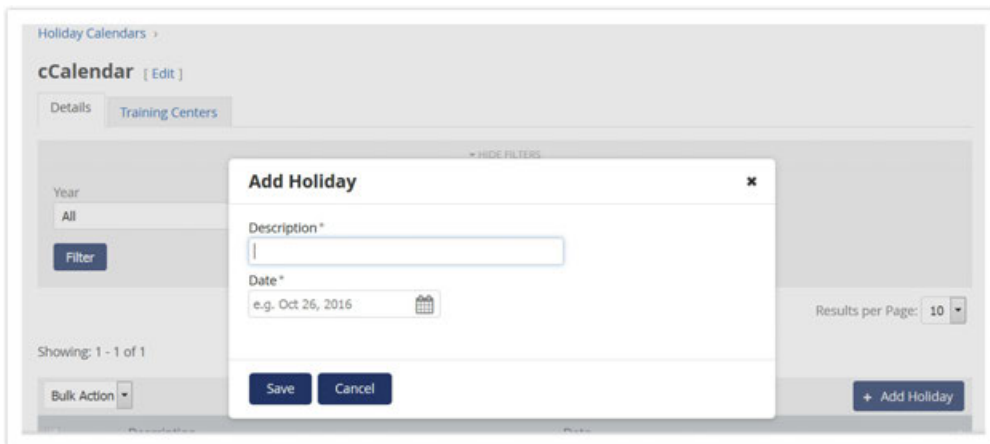 Holiday Calendars ›
cCalendar [ Edit ]
Details Training Centers
▾ HIDE FILTERS
Year
All
Filter
Add Holiday ✖
Description *
Date *
e.g. Oct 26, 2016
Save Cancel
Results per Page: 10
Showing: 1 - 1 of 1
Bulk Action
+ Add Holiday
Description Date